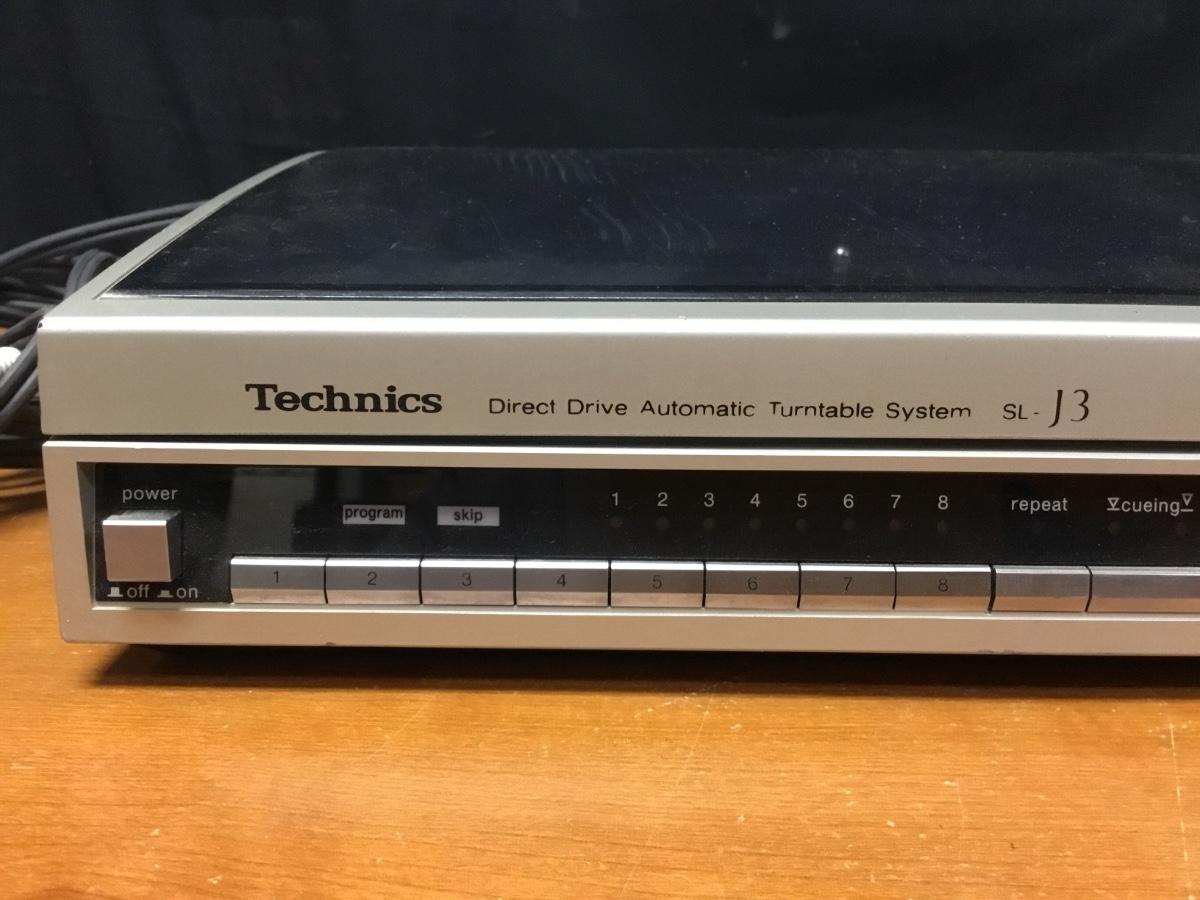 Technics Direct Drive Automatic Turntable System SL-J3
power
program skip
1 2 3 4 5 6 7 8 repeat cueing
off on
1 2 3 4 5 6 7 8